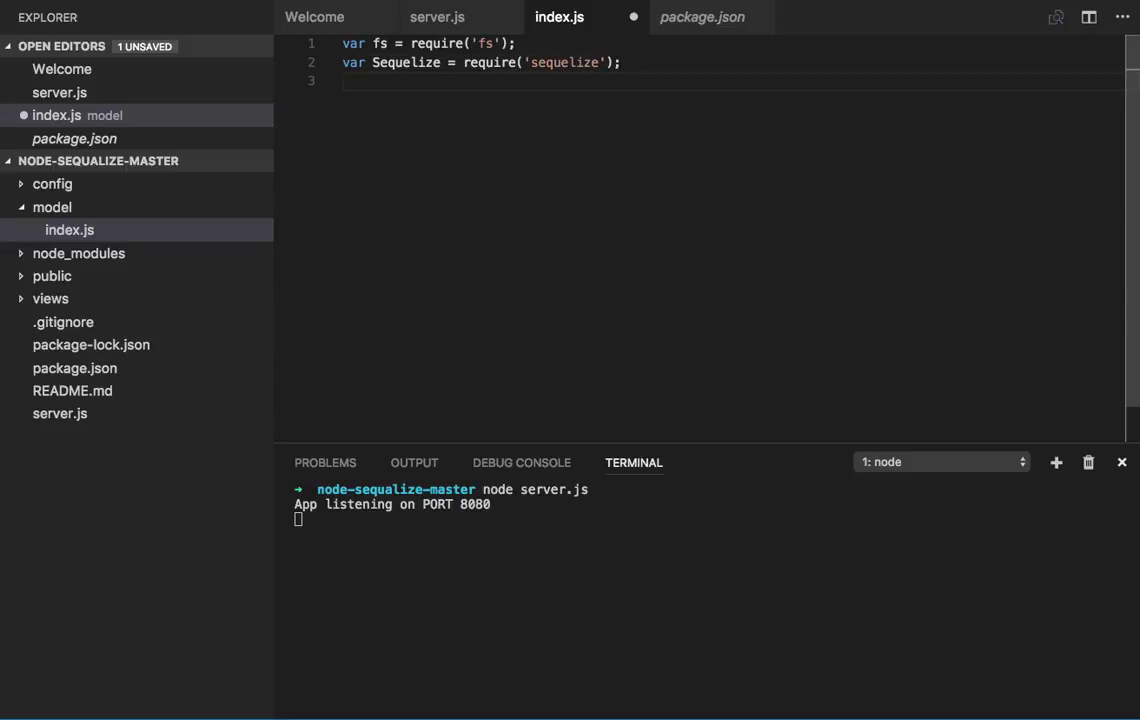 EXPLORER
OPEN EDITORS 1 UNSAVED
Welcome
server.js
index.js model
package.json
NODE-SEQUALIZE-MASTER
config
model
index.js
node_modules
public
views
.gitignore
package-lock.json
package.json
README.md
server.js
Welcome server.js index.js package.json
1 var fs = require('fs');
2 var Sequelize = require('sequelize');
3
PROBLEMS OUTPUT DEBUG CONSOLE TERMINAL 1: node
➜ node-sequalize-master node server.js
App listening on PORT 8080